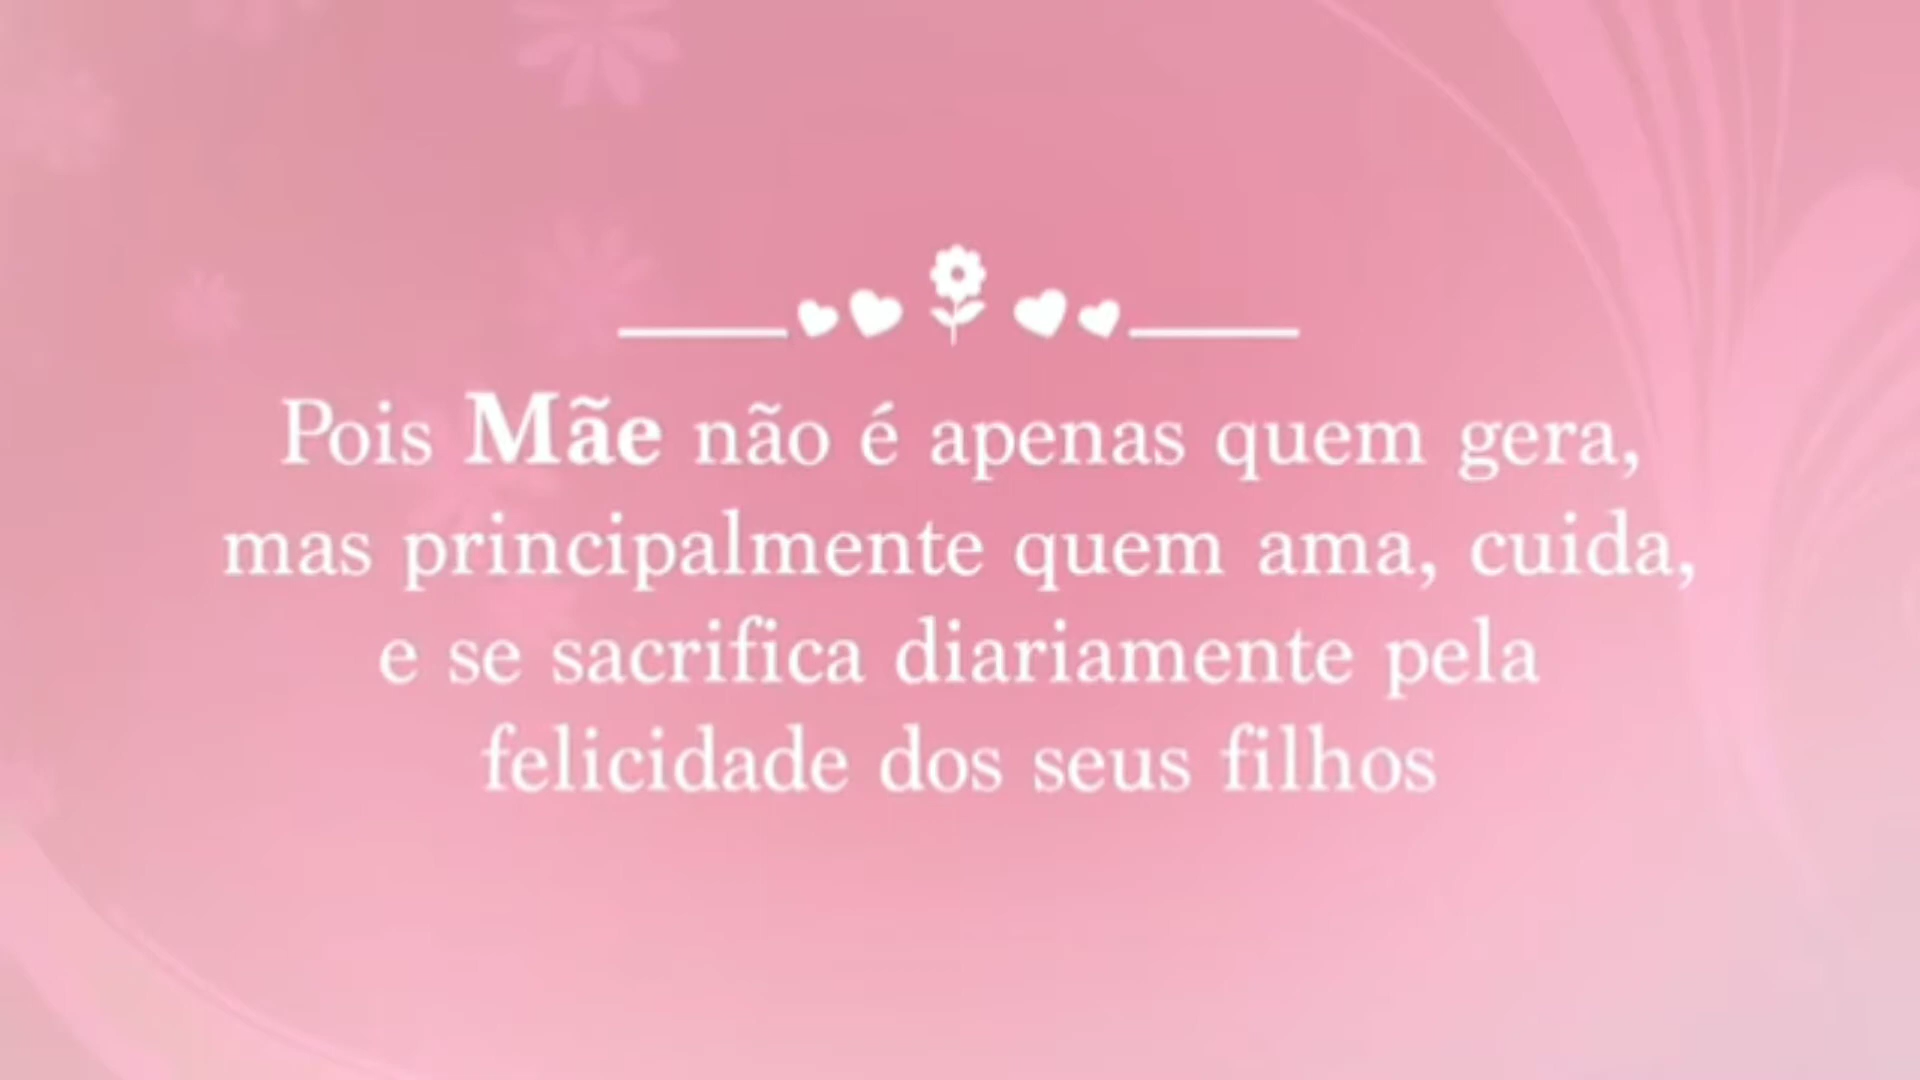 Pois Mãe não é apenas quem gera,
mas principalmente quem ama, cuida,
e se sacrifica diariamente pela
felicidade dos seus filhos